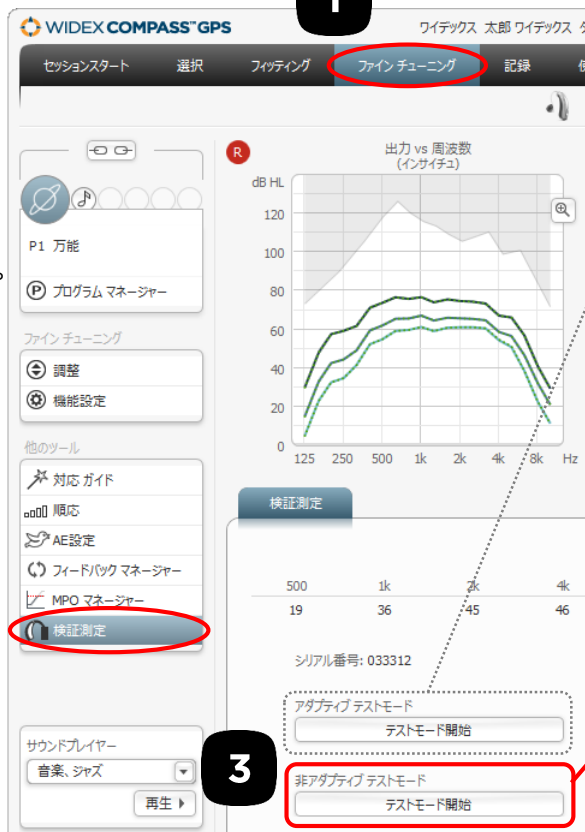 1
WIDEX COMPASS™GPS
ワイデックス 太郎 ワイデックス
セッションスタート 選択 フィッティング ファイン チューニング 記録
R
出力 vs 周波数
(インサイチュ)
dB HL
120
100
80
60
40
20
0
125 250 500 1k 2k 4k 8k Hz
P1 万能
P プログラム マネージャー
ファイン チューニング
調整
機能設定
他のツール
対応 ガイド
順応
AE設定
フィードバック マネージャー
MPO マネージャー
検証測定
サウンドプレイヤー
音楽、ジャズ
再生
検証測定
500 1k 2k 4k
19 36 45 46
シリアル番号: 033312
アダプティブ テストモード
テストモード開始
3
非アダプティブ テストモード
テストモード開始